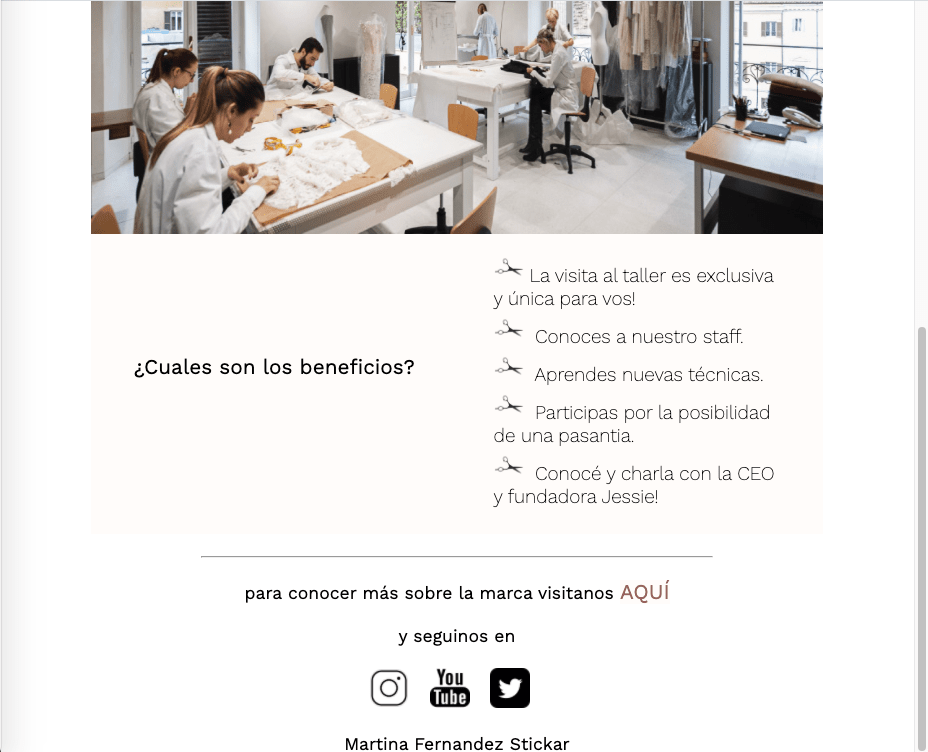 ¿Cuales son los beneficios?
La visita al taller es exclusiva
y única para vos!
Conoces a nuestro staff.
Aprendes nuevas técnicas.
Participas por la posibilidad
de una pasantia.
Conocé y charla con la CEO
y fundadora Jessie!
para conocer más sobre la marca visitanos AQUÍ
y seguinos en
You
Tube
Martina Fernandez Stickar